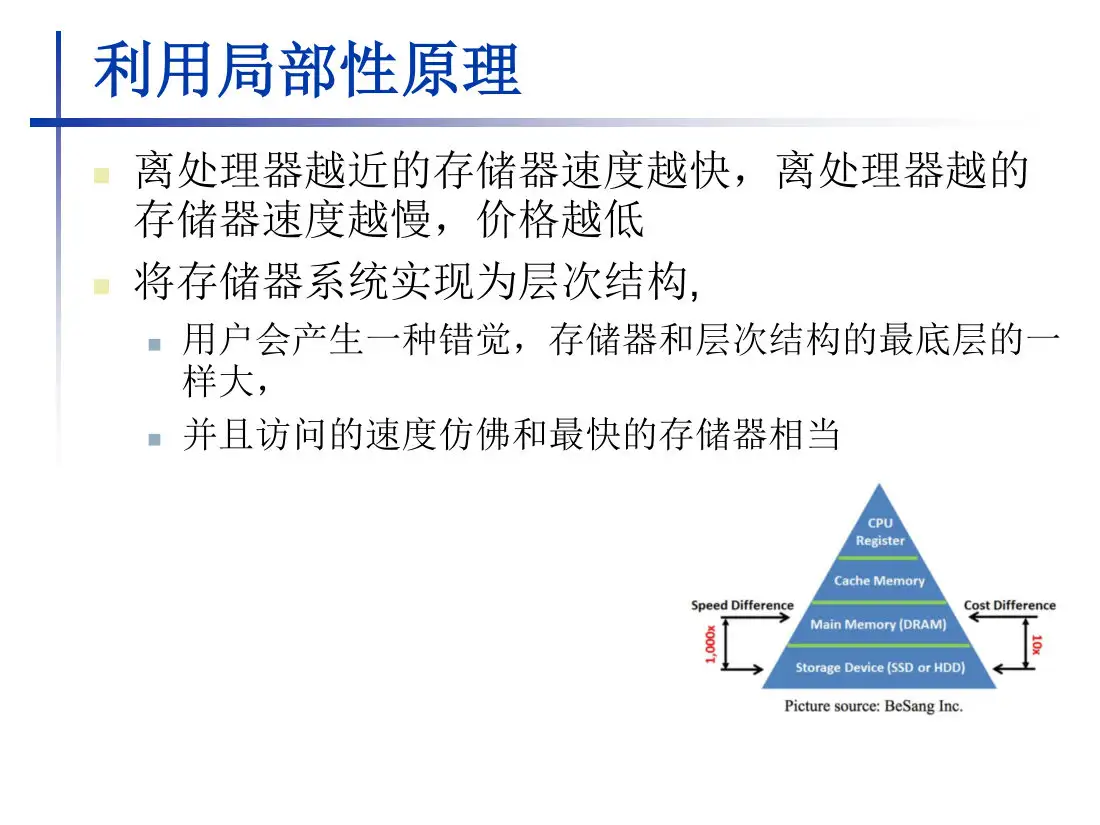 利用局部性原理
离处理器越近的存储器速度越快，离处理器越的
存储器速度越慢，价格越低
将存储器系统实现为层次结构,
用户会产生一种错觉，存储器和层次结构的最底层的一
样大，
并且访问的速度仿佛和最快的存储器相当
CPU
Register
Cache Memory
Speed Difference
Cost Difference
Main Memory (DRAM)
1,000x
10x
Storage Device (SSD or HDD)
Picture source: BeSang Inc.